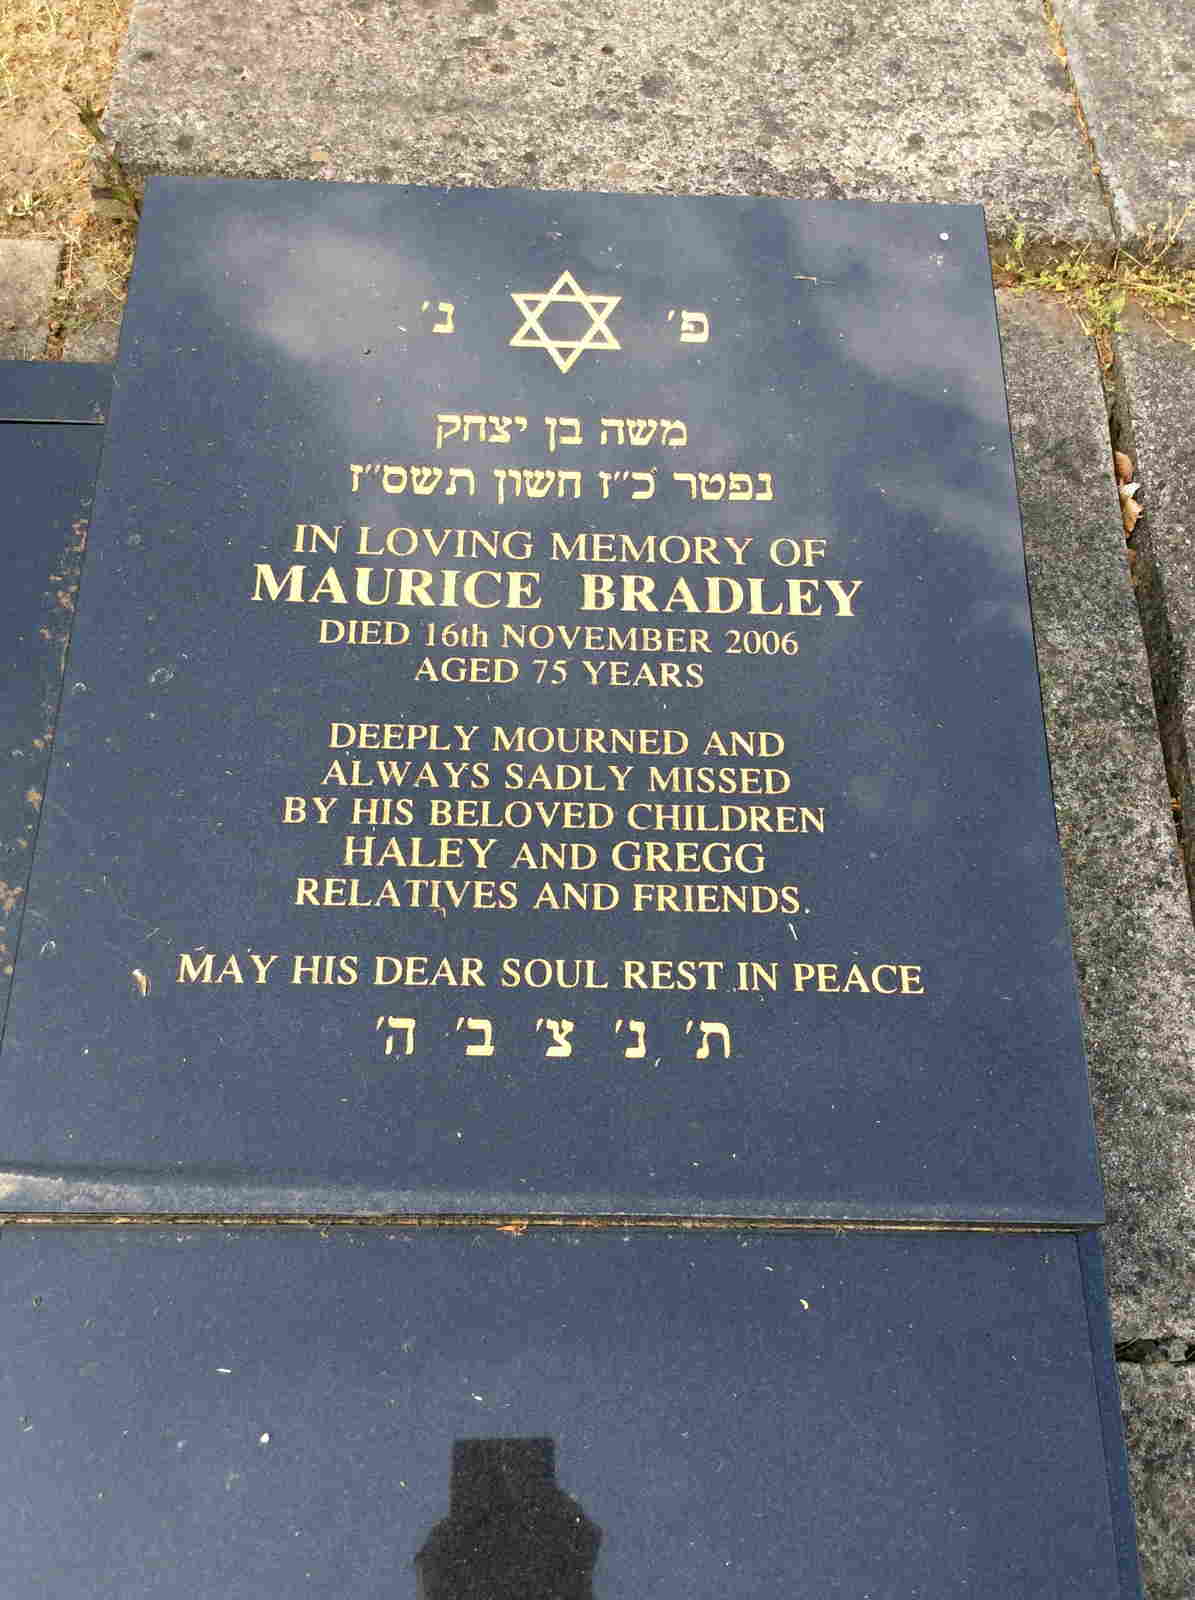 פ׳ נ׳
משה בן יצחק
נפטר כ״ז חשון תשס״ז
IN LOVING MEMORY OF
MAURICE BRADLEY
DIED 16th NOVEMBER 2006
AGED 75 YEARS
DEEPLY MOURNED AND
ALWAYS SADLY MISSED
BY HIS BELOVED CHILDREN
HALEY AND GREGG
RELATIVES AND FRIENDS.
MAY HIS DEAR SOUL REST IN PEACE
ת׳ נ׳ צ׳ ב׳ ה׳